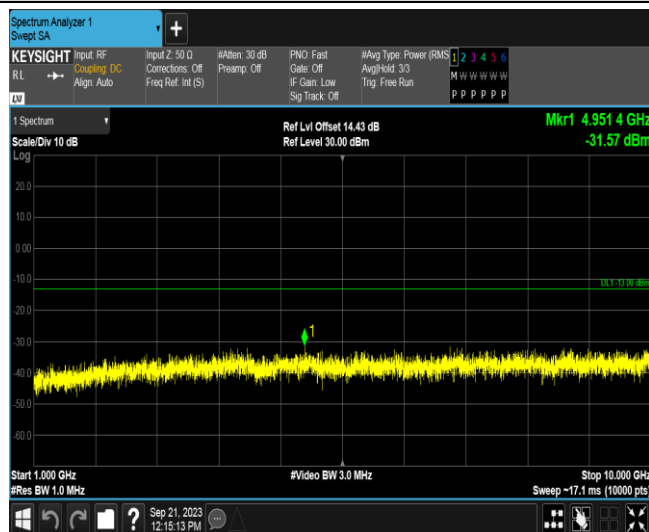 Spectrum Analyzer 1
Swept SA
+
KEYSIGHT
RL
LXI
Input: RF
Coupling: DC
Align: Auto
Input Z: 50 Ω
Corrections: Off
Freq Ref: Int (S)
#Atten: 30 dB
Preamp: Off
PNO: Fast
Gate: Off
IF Gain: Low
Sig Track: Off
#Avg Type: Power (RMS
Avg|Hold: 3/3
Trig: Free Run
1 2 3 4 5 6
M W W W W W
P P P P P P
1 Spectrum
Scale/Div 10 dB
Log
Ref Lvl Offset 14.43 dB
Ref Level 30.00 dBm
Mkr1 4.951 4 GHz
-31.57 dBm
20.0
10.0
0.00
-10.0
DL1 -13.00 dBm
-20.0
-30.0
1
-40.0
-50.0
-60.0
Start 1.000 GHz
#Res BW 1.0 MHz
#Video BW 3.0 MHz
Stop 10.000 GHz
Sweep ~17.1 ms (10000 pts)
?
Sep 21, 2023
12:15:13 PM